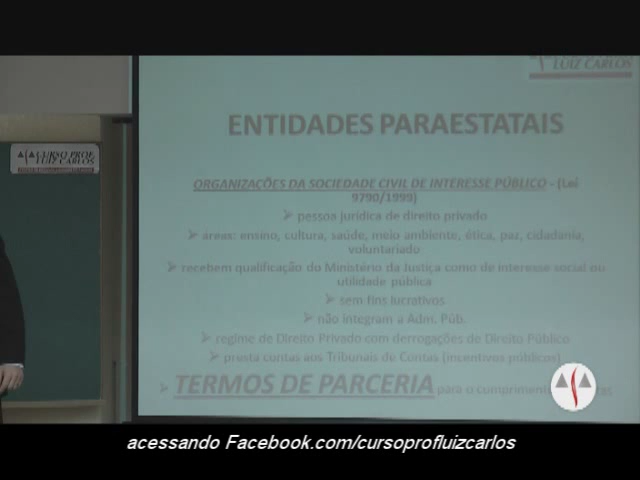 LUIZ CARLOS
ENTIDADES PARAESTATAIS
CURSO PROF.
LUIZ CARLOS
ORGANIZAÇÕES DA SOCIEDADE CIVIL DE INTERESSE PÚBLICO - (Lei
9790/1999)
pessoa jurídica de direito privado
áreas: ensino, cultura, saúde, meio ambiente, ética, paz, cidadania,
voluntariado
recebem qualificação do Ministério da Justiça como de interesse social ou
utilidade pública
sem fins lucrativos
não integram a Adm. Púb.
regime de Direito Privado com derrogações de Direito Público
presta contas aos Tribunais de Contas (incentivos públicos)
TERMOS DE PARCERIA para o cumprimento
acessando Facebook.com/cursoprofluizcarlos